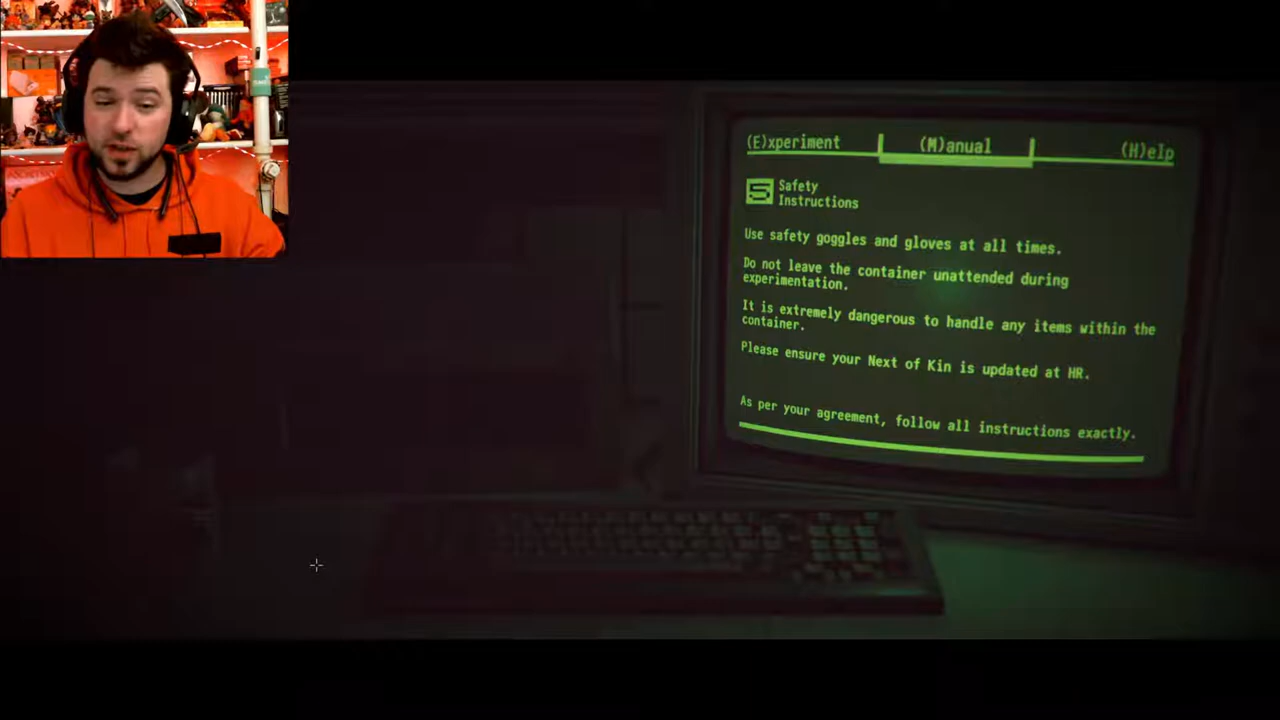 (E)xperiment (M)anual (H)elp
S Safety
Instructions
Use safety goggles and gloves at all times.
Do not leave the container unattended during
experimentation.
It is extremely dangerous to handle any items within the
container.
Please ensure your Next of Kin is updated at HR.
As per your agreement, follow all instructions exactly.